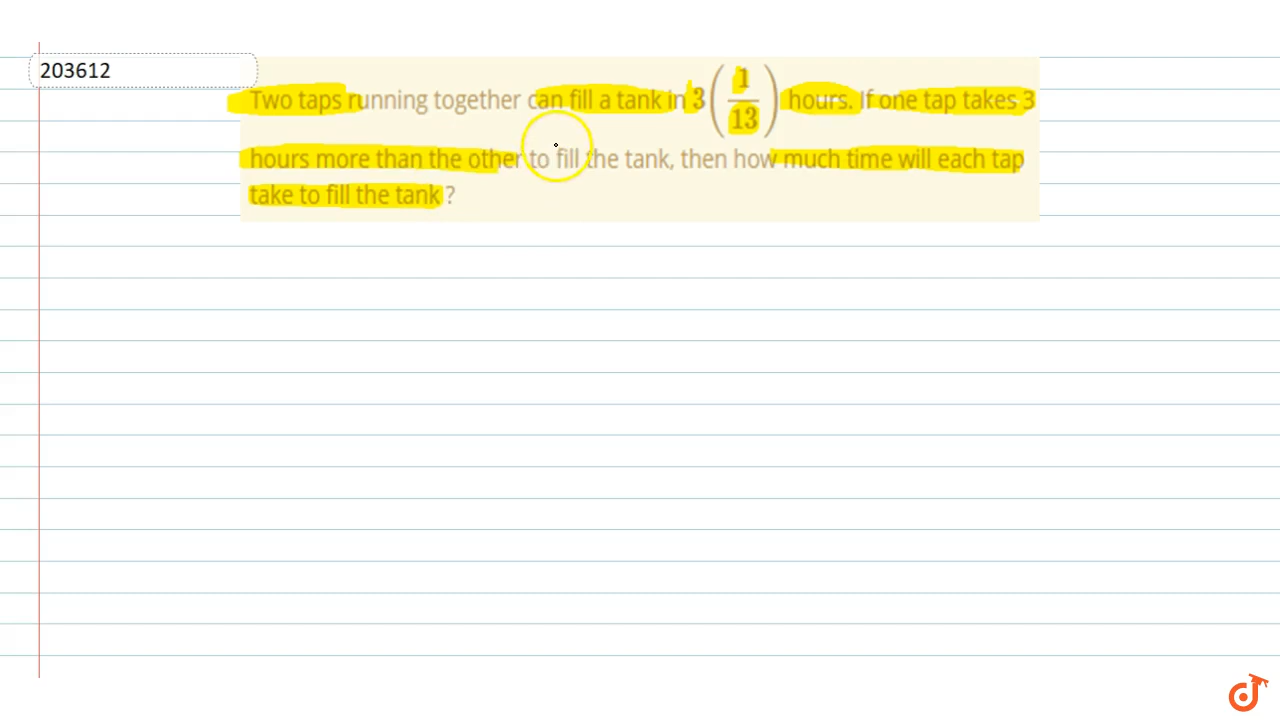 203612
Two taps running together can fill a tank in 3(1/13) hours. If one tap takes 3
hours more than the other to fill the tank, then how much time will each tap
take to fill the tank ?